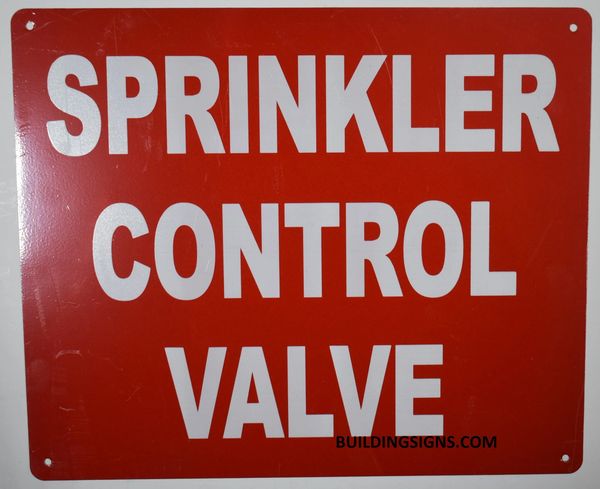 SPRINKLER
CONTROL
VALVE
BUILDINGSIGNS.COM